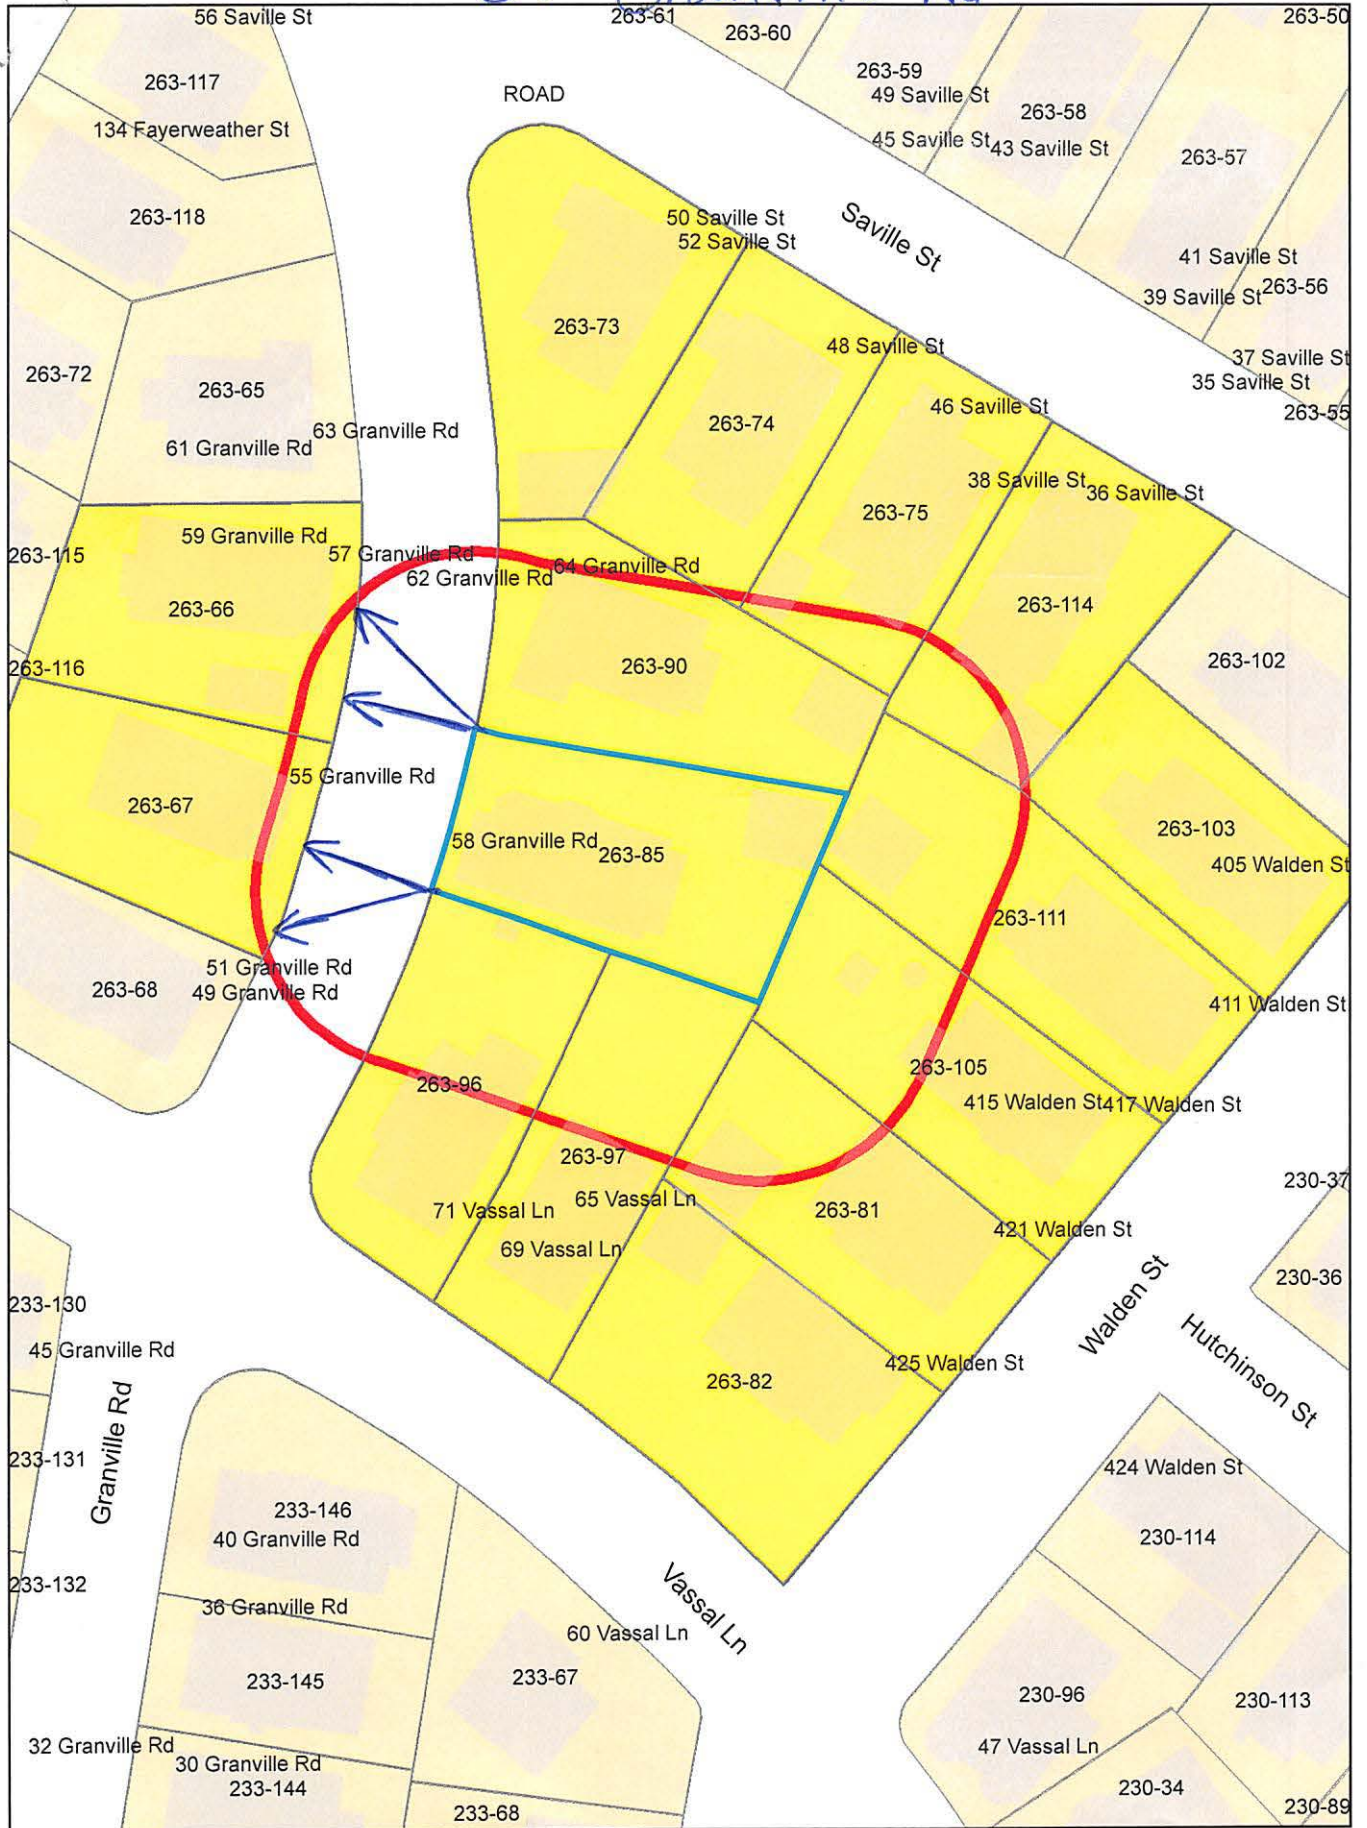 56 Saville St
263-61
263-60
263-50
263-117
263-59
49 Saville St
ROAD
263-58
134 Fayerweather St
45 Saville St
43 Saville St
263-57
263-118
50 Saville St
52 Saville St
Saville St
41 Saville St
263-56
39 Saville St
263-73
48 Saville St
37 Saville St
35 Saville St
263-72
263-65
46 Saville St
263-55
263-74
63 Granville Rd
61 Granville Rd
38 Saville St
36 Saville St
263-75
59 Granville Rd
57 Granville Rd
263-115
64 Granville Rd
62 Granville Rd
263-66
263-114
263-116
263-90
263-102
55 Granville Rd
263-67
263-103
58 Granville Rd
263-85
405 Walden St
263-111
51 Granville Rd
49 Granville Rd
263-68
411 Walden St
263-105
263-96
415 Walden St
417 Walden St
263-97
65 Vassal Ln
230-37
71 Vassal Ln
263-81
421 Walden St
69 Vassal Ln
Walden St
230-36
233-130
45 Granville Rd
Hutchinson St
425 Walden St
263-82
Granville Rd
233-131
424 Walden St
233-146
40 Granville Rd
230-114
233-132
36 Granville Rd
Vassal Ln
60 Vassal Ln
233-145
233-67
230-96
230-113
32 Granville Rd
47 Vassal Ln
30 Granville Rd
233-144
230-34
233-68
230-89